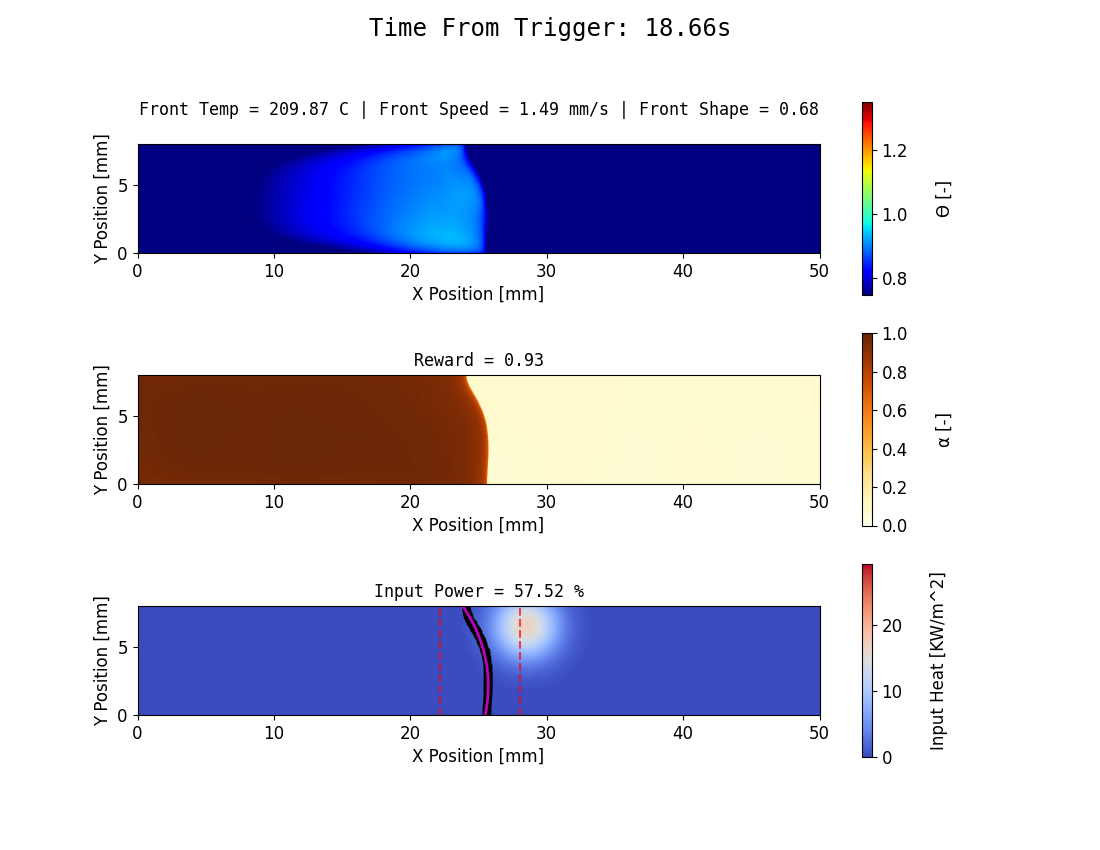 Time From Trigger: 18.66s
Front Temp = 209.87 C | Front Speed = 1.49 mm/s | Front Shape = 0.68
Y Position [mm]
5
0
0 10 20 30 40 50
X Position [mm]
1.2
1.0
0.8
Θ [-]
Reward = 0.93
Y Position [mm]
5
0
0 10 20 30 40 50
X Position [mm]
1.0
0.8
0.6
0.4
0.2
0.0
α [-]
Input Power = 57.52 %
Y Position [mm]
5
0
0 10 20 30 40 50
X Position [mm]
20
10
0
Input Heat [KW/m^2]